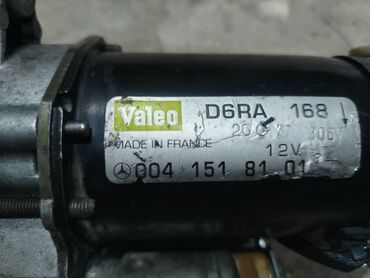 Valeo D6RA 168
MADE IN FRANCE 12V
004 151 81 01